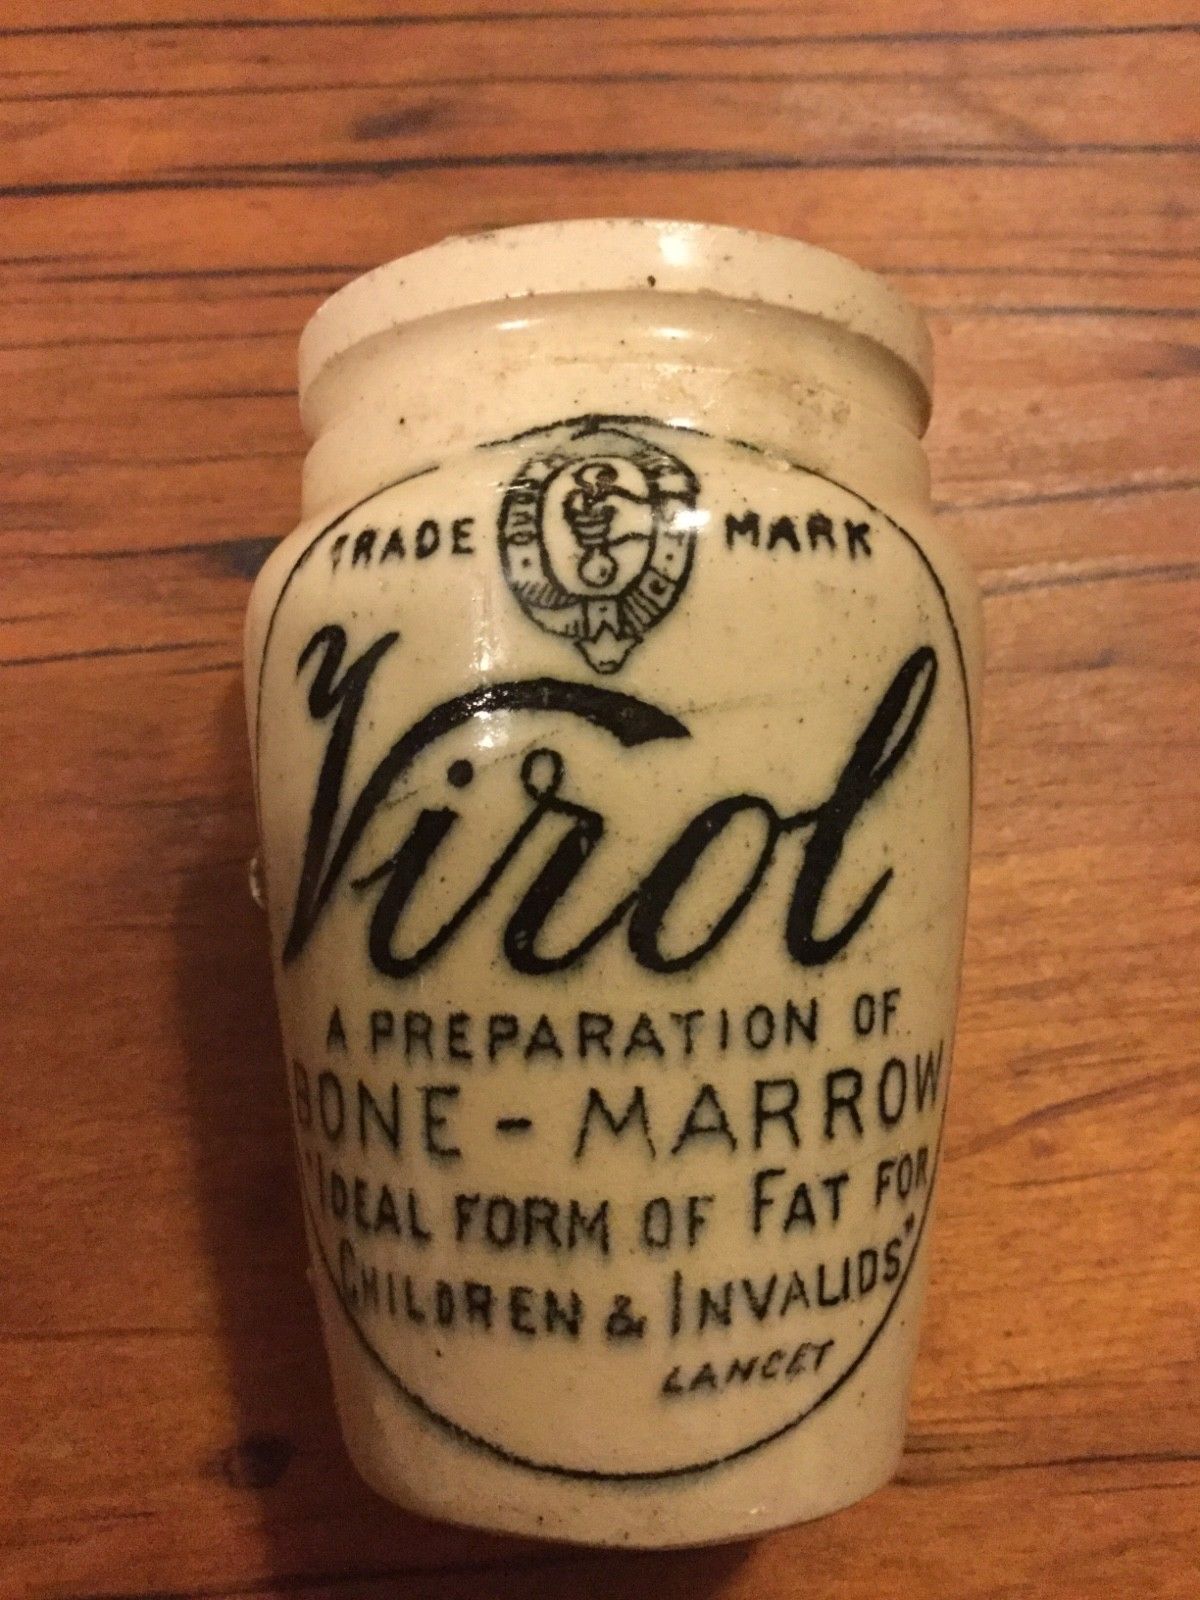 TRADE MARK
Virol
A PREPARATION OF
BONE - MARROW
"IDEAL FORM OF FAT FOR
CHILDREN & INVALIDS"
LANCET